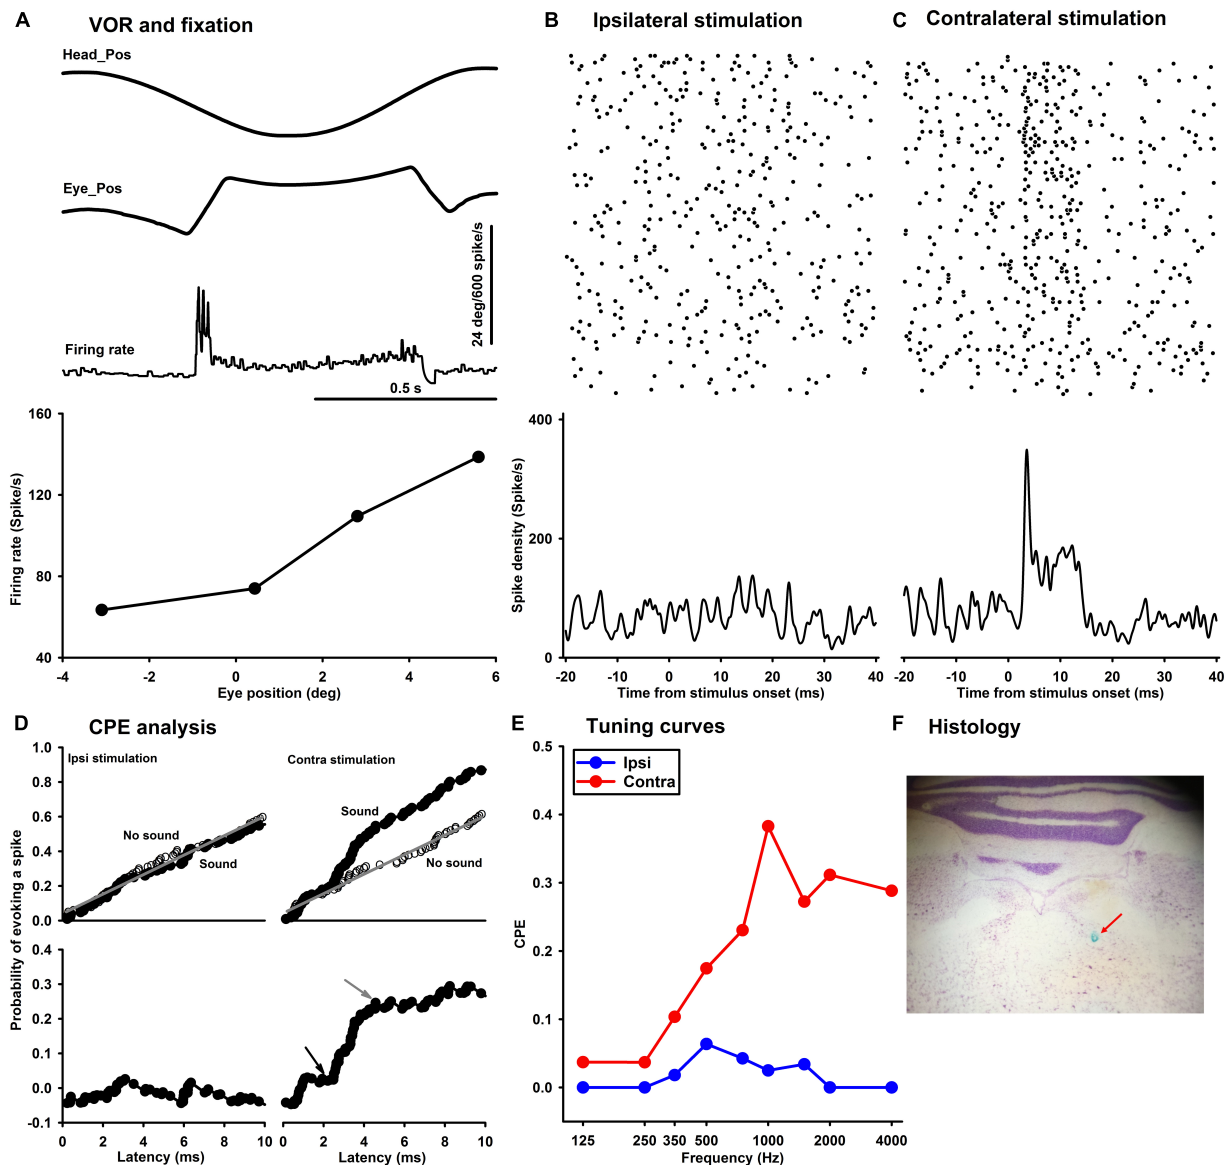 A
VOR and fixation
Head_Pos
Eye_Pos
24 deg/600 spike/s
Firing rate
0.5 s
160
120
80
40
Firing rate (Spike/s)
-4
-2
0
2
4
6
Eye position (deg)
B
Ipsilateral stimulation
C
Contralateral stimulation
400
200
0
Spike density (Spike/s)
-20
-10
0
10
20
30
40
Time from stimulus onset (ms)
-20
-10
0
10
20
30
40
Time from stimulus onset (ms)
D
CPE analysis
1.0
0.8
0.6
0.4
0.2
0.0
Ipsi stimulation
No sound
Sound
Contra stimulation
Sound
No sound
Probability of evoking a spike
0.4
0.3
0.2
0.1
0.0
-0.1
0
2
4
6
8
10
Latency (ms)
0
2
4
6
8
10
Latency (ms)
E
Tuning curves
Ipsi
Contra
0.5
0.4
0.3
0.2
0.1
0.0
CPE
125
250
350
500
1000
2000
4000
Frequency (Hz)
F
Histology